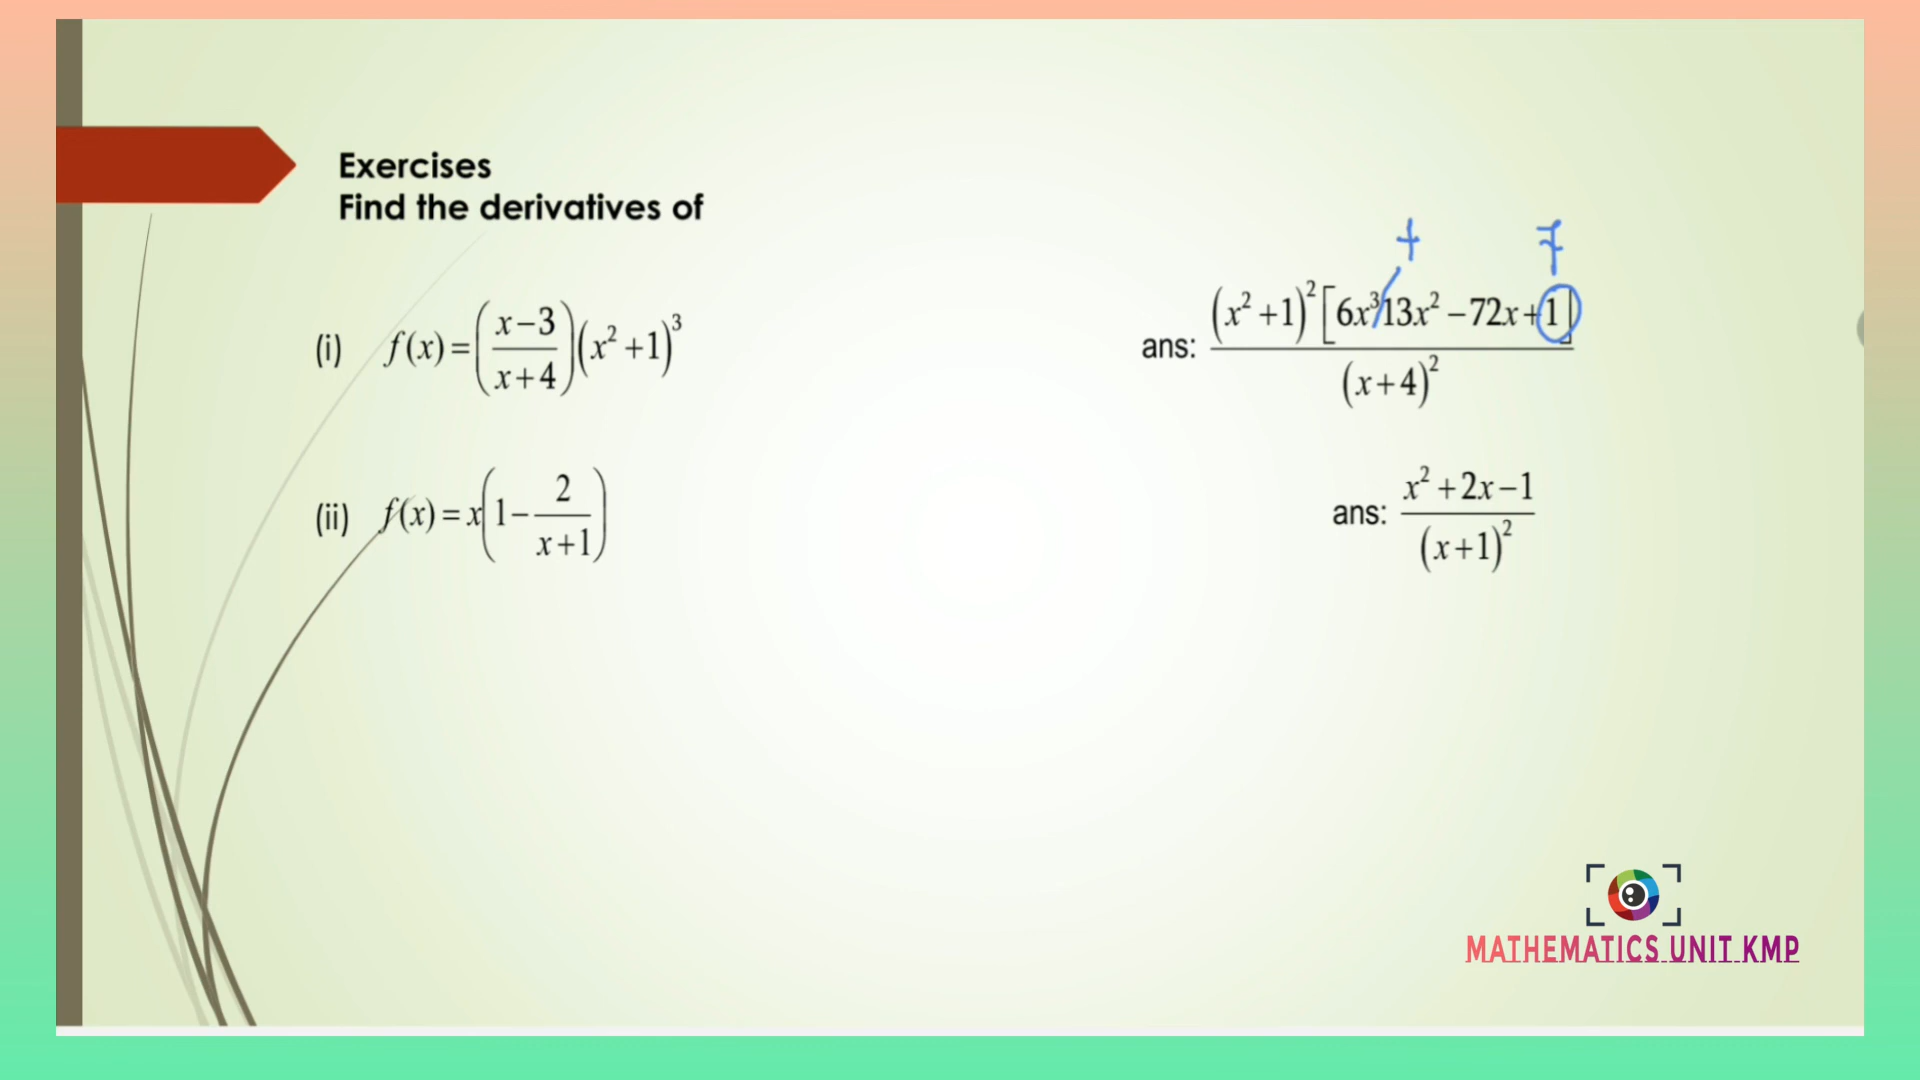 Exercises
Find the derivatives of
+ 7
(i) f(x) = ((x−3)/(x+4))(x²+1)³
ans: (x²+1)²[6x³ 13x²−72x+1] / (x+4)²
(ii) f(x) = x(1−2/(x+1))
ans: (x²+2x−1)/(x+1)²
MATHEMATICS UNIT KMP